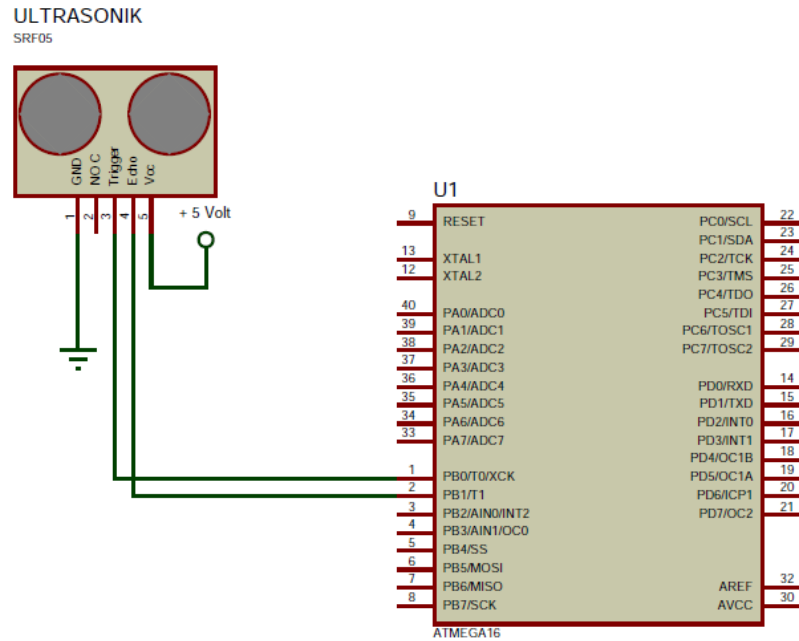 ULTRASONIK
SRF05
GND
NO C
Trigger
Echo
Vcc
1
2
3
4
5
+ 5 Volt
U1
9 RESET
13 XTAL1
12 XTAL2
40 PA0/ADC0
39 PA1/ADC1
38 PA2/ADC2
37 PA3/ADC3
36 PA4/ADC4
35 PA5/ADC5
34 PA6/ADC6
33 PA7/ADC7
1 PB0/T0/XCK
2 PB1/T1
3 PB2/AIN0/INT2
4 PB3/AIN1/OC0
5 PB4/SS
6 PB5/MOSI
7 PB6/MISO
8 PB7/SCK
PC0/SCL 22
PC1/SDA 23
PC2/TCK 24
PC3/TMS 25
PC4/TDO 26
PC5/TDI 27
PC6/TOSC1 28
PC7/TOSC2 29
PD0/RXD 14
PD1/TXD 15
PD2/INT0 16
PD3/INT1 17
PD4/OC1B 18
PD5/OC1A 19
PD6/ICP1 20
PD7/OC2 21
AREF 32
AVCC 30
ATMEGA16